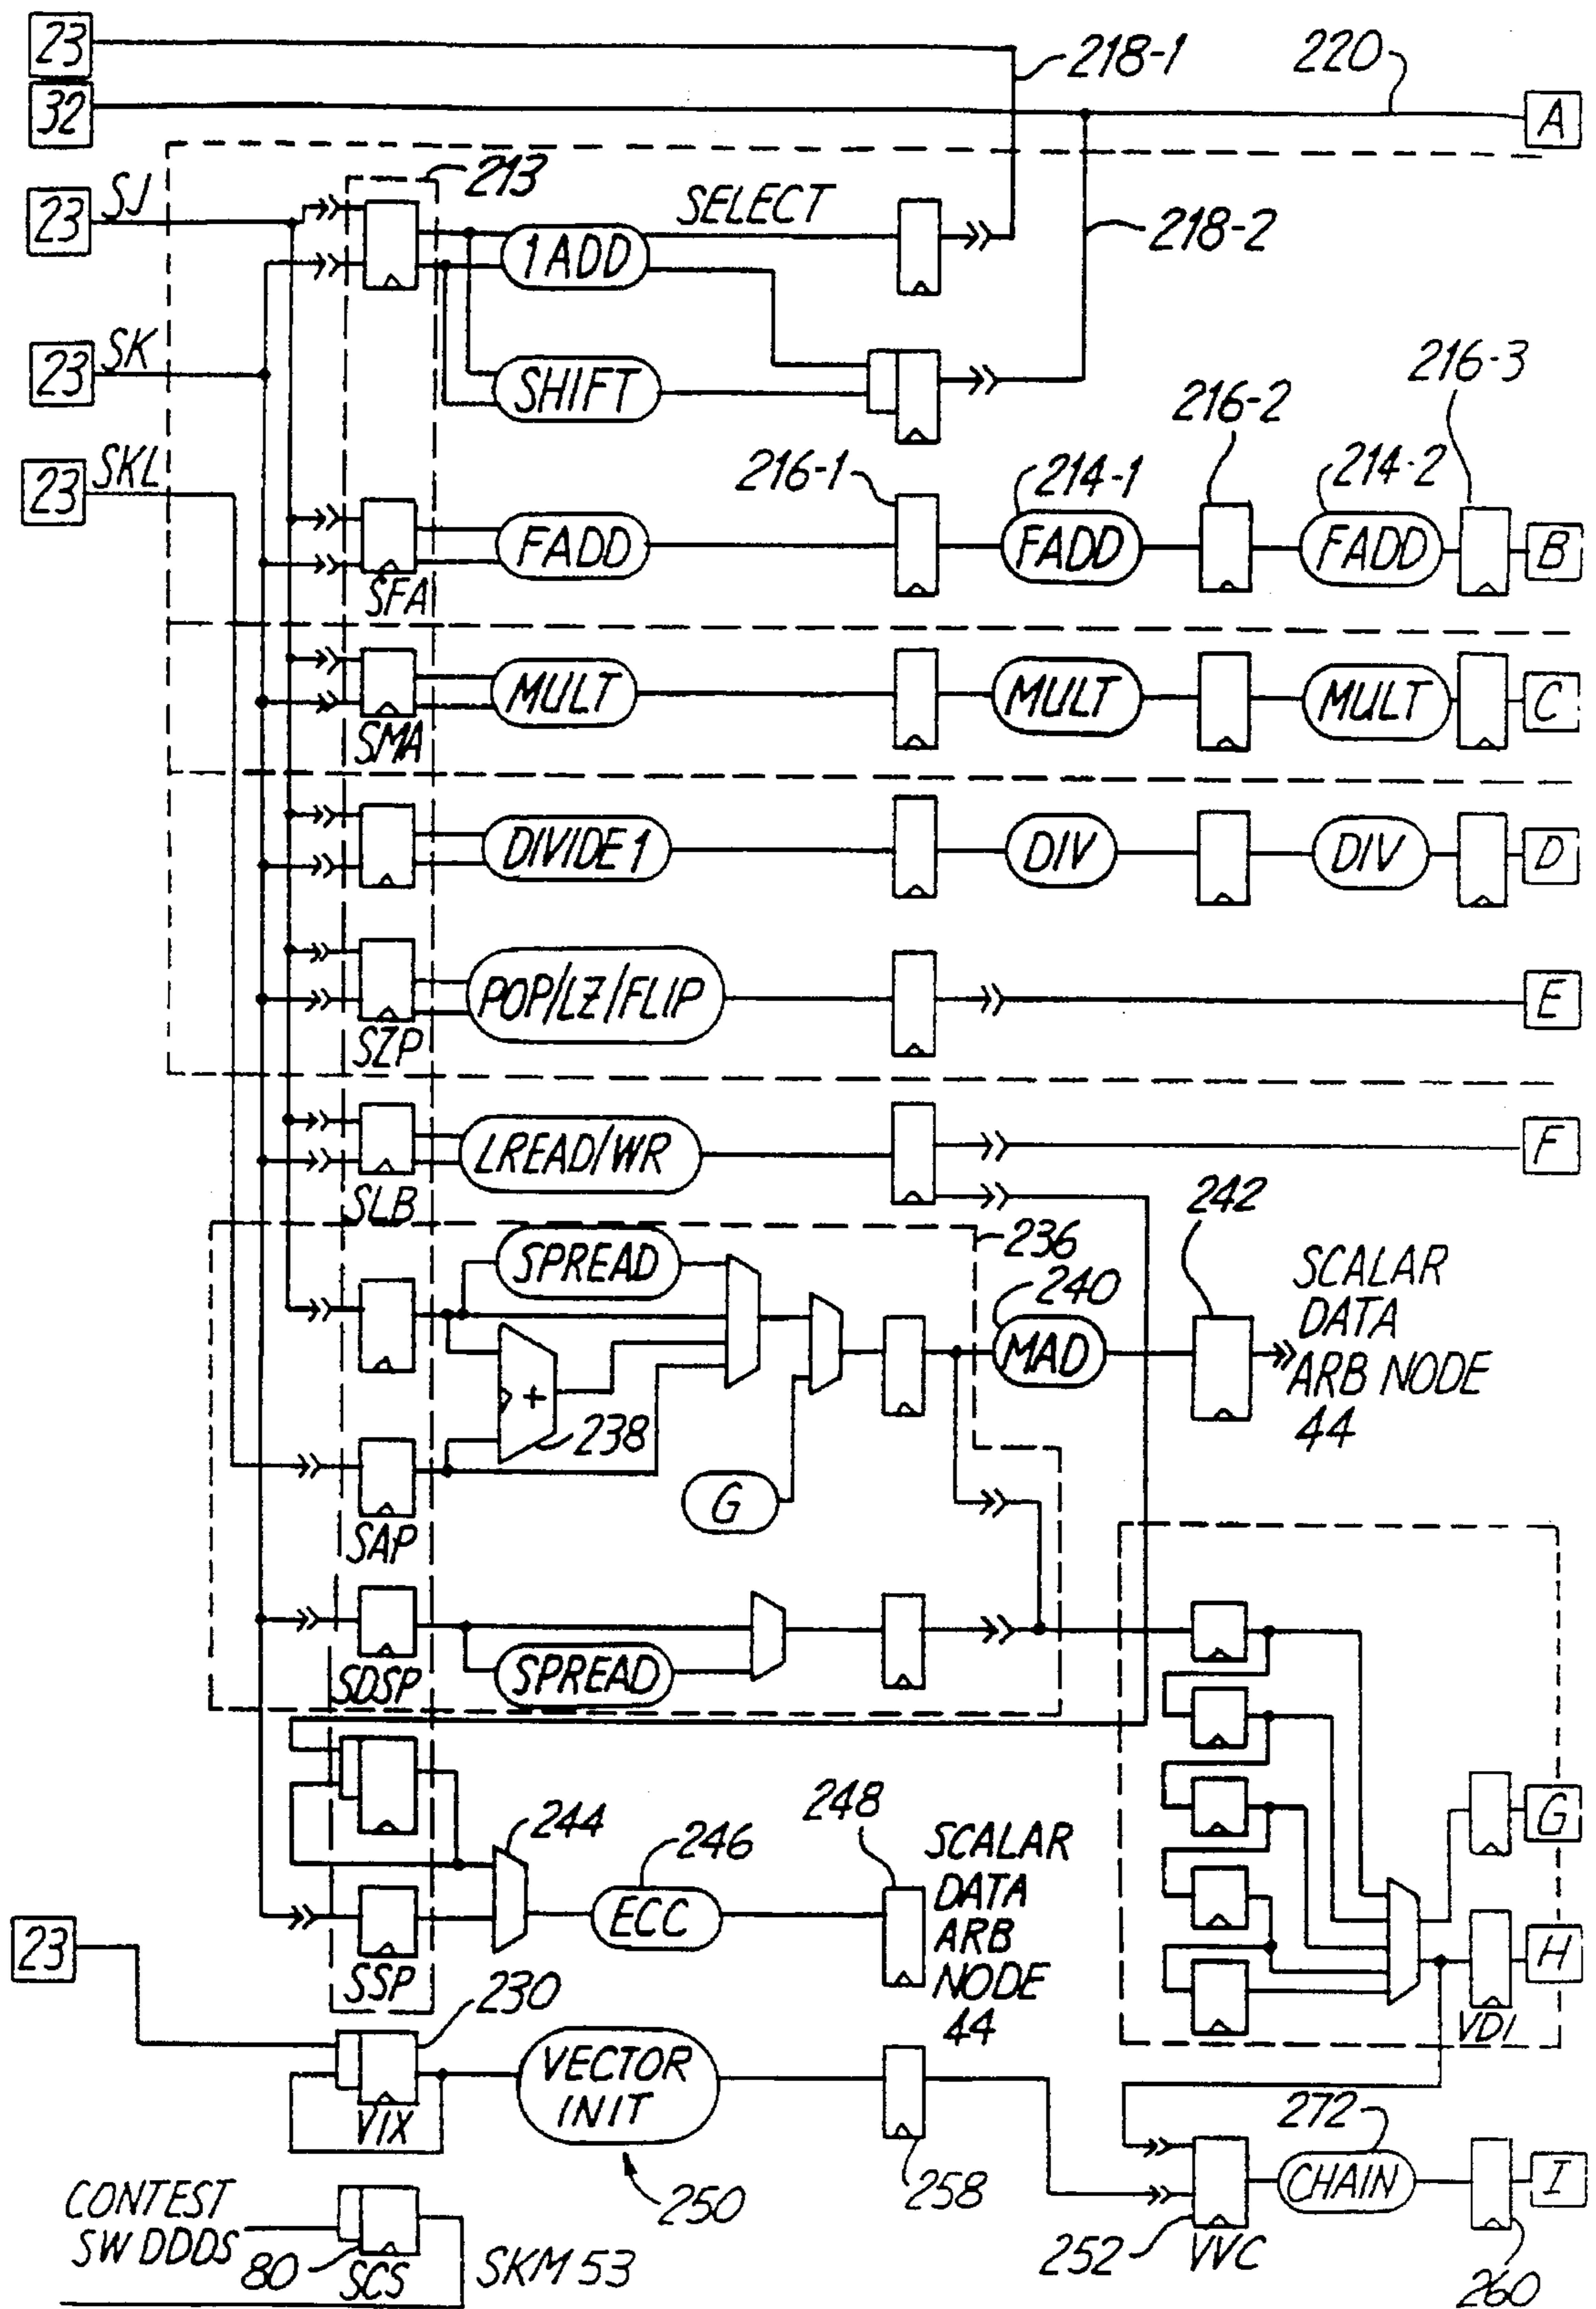 23
218-1
220
32
A
213
23
SJ
SELECT
1ADD
218-2
23
SK
SHIFT
216-3
216-2
23
SKL
216-1
214-1
214-2
FADD
FADD
FADD
B
SFA
MULT
MULT
MULT
C
SMA
DIVIDE 1
DIV
DIV
D
POP/LZ/FLIP
E
SZP
LREAD/WR
F
SLB
242
236
SPREAD
240
SCALAR
DATA
ARB NODE
44
MAD
+
238
G
SAP
SPREAD
SDSP
244
246
248
SCALAR
DATA
ARB
NODE
44
G
ECC
23
H
SSP
230
VDI
VECTOR
INIT
VIX
272
250
258
CHAIN
I
CONTEST
SW DDDS
80
SCS
SKM 53
252
VVC
260